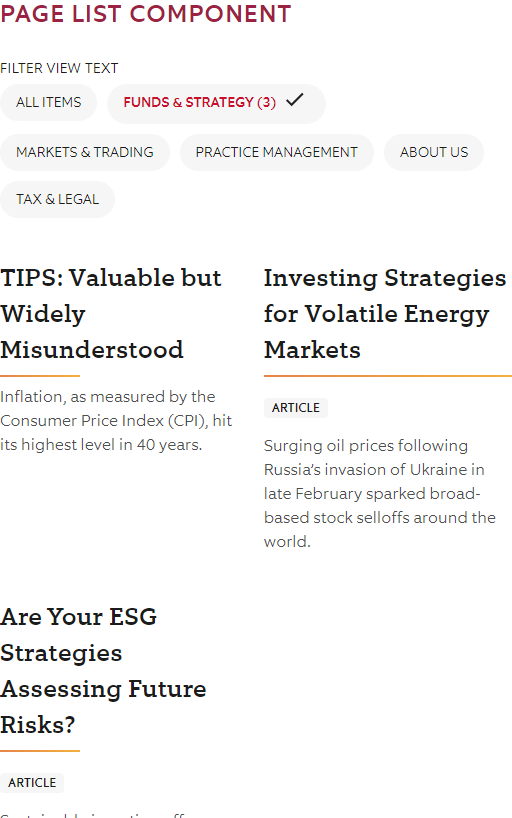 PAGE LIST COMPONENT
FILTER VIEW TEXT
ALL ITEMS
FUNDS & STRATEGY (3)
MARKETS & TRADING
PRACTICE MANAGEMENT
ABOUT US
TAX & LEGAL
TIPS: Valuable but
Widely
Misunderstood
Inflation, as measured by the
Consumer Price Index (CPI), hit
its highest level in 40 years.
Investing Strategies
for Volatile Energy
Markets
ARTICLE
Surging oil prices following
Russia’s invasion of Ukraine in
late February sparked broad-
based stock selloffs around the
world.
Are Your ESG
Strategies
Assessing Future
Risks?
ARTICLE